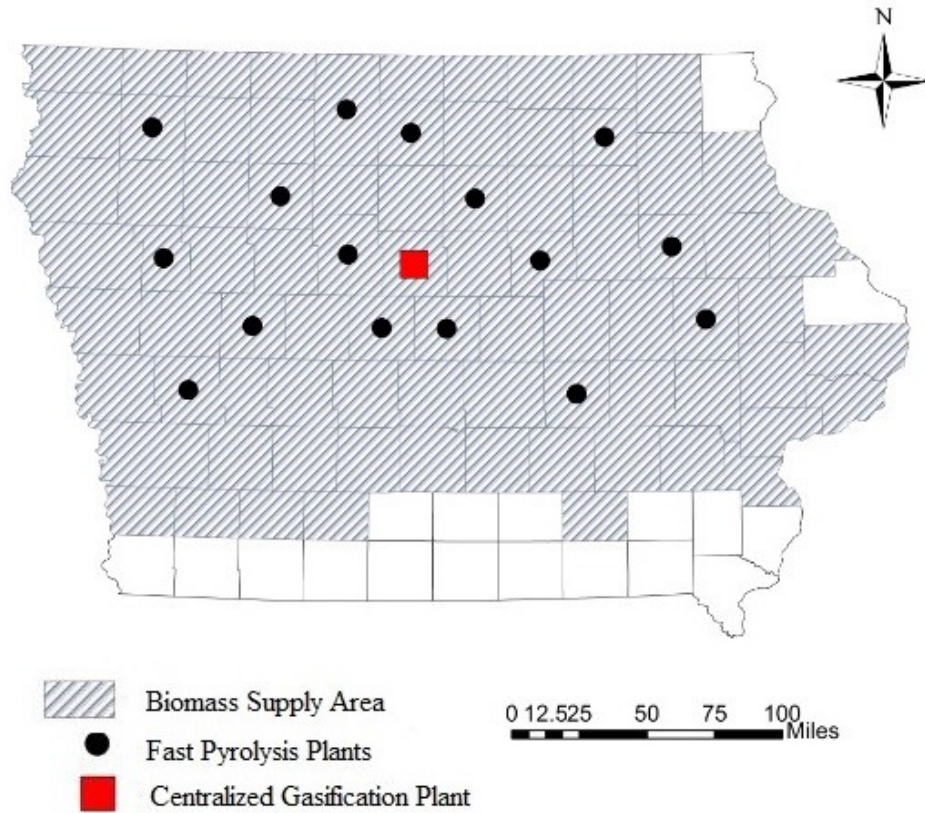 N
Biomass Supply Area
0 12.525 50 75 100
Miles
Fast Pyrolysis Plants
Centralized Gasification Plant